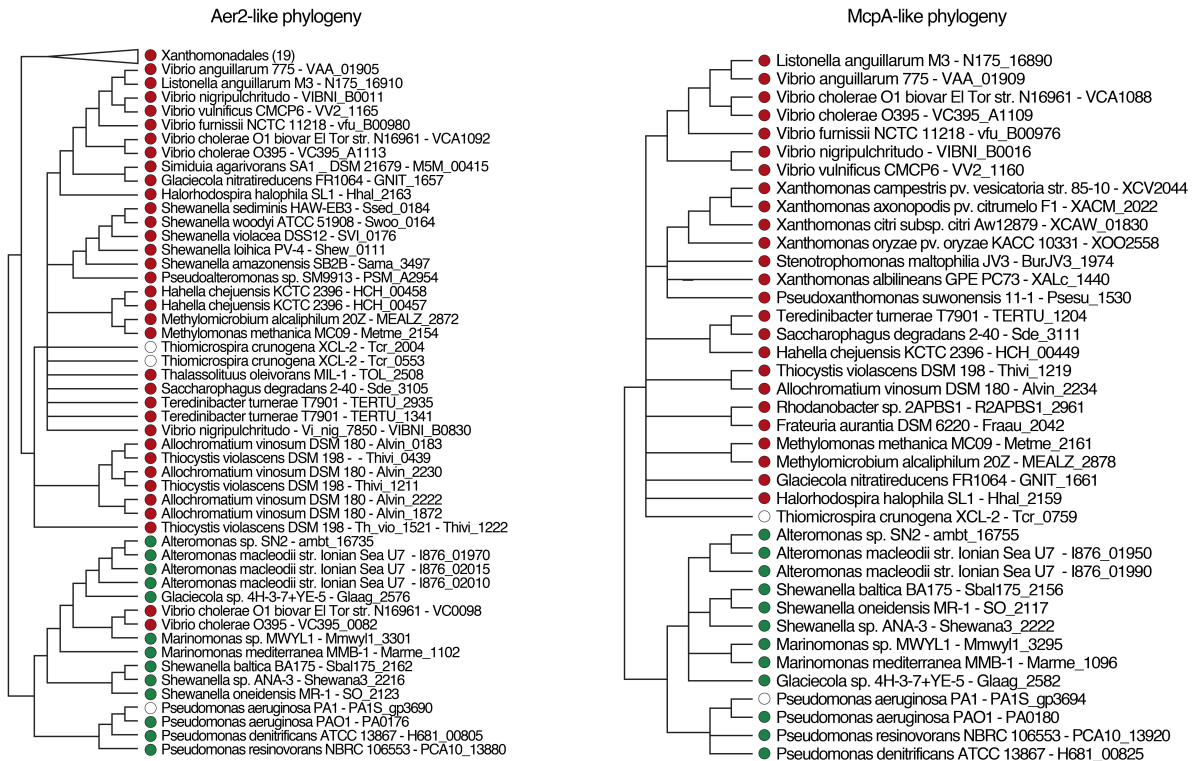 Aer2-like phylogeny
Xanthomonadales (19)
Vibrio anguillarum 775 - VAA_01905
Listonella anguillarum M3 - N175_16910
Vibrio nigripulchritudo - VIBNI_B0011
Vibrio vulnificus CMCP6 - VV2_1165
Vibrio furnissii NCTC 11218 - vfu_B00980
Vibrio cholerae O1 biovar El Tor str. N16961 - VCA1092
Vibrio cholerae O395 - VC395_A1113
Simiduia agarivorans SA1 _ DSM 21679 - M5M_00415
Glaciecola nitratireducens FR1064 - GNIT_1657
Halorhodospira halophila SL1 - Hhal_2163
Shewanella sediminis HAW-EB3 - Ssed_0184
Shewanella woodyi ATCC 51908 - Swoo_0164
Shewanella violacea DSS12 - SVI_0176
Shewanella loihica PV-4 - Shew_0111
Shewanella amazonensis SB2B - Sama_3497
Pseudoalteromonas sp. SM9913 - PSM_A2954
Hahella chejuensis KCTC 2396 - HCH_00458
Hahella chejuensis KCTC 2396 - HCH_00457
Methylomicrobium alcaliphilum 20Z - MEALZ_2872
Methylomonas methanica MC09 - Metme_2154
Thiomicrospira crunogena XCL-2 - Tcr_2004
Thiomicrospira crunogena XCL-2 - Tcr_0553
Thalassolituus oleivorans MIL-1 - TOL_2508
Saccharophagus degradans 2-40 - Sde_3105
Teredinibacter turnerae T7901 - TERTU_2935
Teredinibacter turnerae T7901 - TERTU_1341
Vibrio nigripulchritudo - Vi_nig_7850 - VIBNI_B0830
Allochromatium vinosum DSM 180 - Alvin_0183
Thiocystis violascens DSM 198 - - Thivi_0439
Allochromatium vinosum DSM 180 - Alvin_2230
Thiocystis violascens DSM 198 - Thivi_1211
Allochromatium vinosum DSM 180 - Alvin_2222
Allochromatium vinosum DSM 180 - Alvin_1872
Thiocystis violascens DSM 198 - Th_vio_1521 - Thivi_1222
Alteromonas sp. SN2 - ambt_16735
Alteromonas macleodii str. Ionian Sea U7 - I876_01970
Alteromonas macleodii str. Ionian Sea U7 - I876_02015
Alteromonas macleodii str. Ionian Sea U7 - I876_02010
Glaciecola sp. 4H-3-7+YE-5 - Glaag_2576
Vibrio cholerae O1 biovar El Tor str. N16961 - VC0098
Vibrio cholerae O395 - VC395_0082
Marinomonas sp. MWYL1 - Mmwyl1_3301
Marinomonas mediterranea MMB-1 - Marme_1102
Shewanella baltica BA175 - Sbal175_2162
Shewanella sp. ANA-3 - Shewana3_2216
Shewanella oneidensis MR-1 - SO_2123
Pseudomonas aeruginosa PA1 - PA1S_gp3690
Pseudomonas aeruginosa PAO1 - PA0176
Pseudomonas denitrificans ATCC 13867 - H681_00805
Pseudomonas resinovorans NBRC 106553 - PCA10_13880
McpA-like phylogeny
Listonella anguillarum M3 - N175_16890
Vibrio anguillarum 775 - VAA_01909
Vibrio cholerae O1 biovar El Tor str. N16961 - VCA1088
Vibrio cholerae O395 - VC395_A1109
Vibrio furnissii NCTC 11218 - vfu_B00976
Vibrio nigripulchritudo - VIBNI_B0016
Vibrio vulnificus CMCP6 - VV2_1160
Xanthomonas campestris pv. vesicatoria str. 85-10 - XCV2044
Xanthomonas axonopodis pv. citrumelo F1 - XACM_2022
Xanthomonas citri subsp. citri Aw12879 - XCAW_01830
Xanthomonas oryzae pv. oryzae KACC 10331 - XOO2558
Stenotrophomonas maltophilia JV3 - BurJV3_1974
Xanthomonas albilineans GPE PC73 - XALc_1440
Pseudoxanthomonas suwonensis 11-1 - Psesu_1530
Teredinibacter turnerae T7901 - TERTU_1204
Saccharophagus degradans 2-40 - Sde_3111
Hahella chejuensis KCTC 2396 - HCH_00449
Thiocystis violascens DSM 198 - Thivi_1219
Allochromatium vinosum DSM 180 - Alvin_2234
Rhodanobacter sp. 2APBS1 - R2APBS1_2961
Frateuria aurantia DSM 6220 - Fraau_2042
Methylomonas methanica MC09 - Metme_2161
Methylomicrobium alcaliphilum 20Z - MEALZ_2878
Glaciecola nitratireducens FR1064 - GNIT_1661
Halorhodospira halophila SL1 - Hhal_2159
Thiomicrospira crunogena XCL-2 - Tcr_0759
Alteromonas sp. SN2 - ambt_16755
Alteromonas macleodii str. Ionian Sea U7 - I876_01950
Alteromonas macleodii str. Ionian Sea U7 - I876_01990
Shewanella baltica BA175 - Sbal175_2156
Shewanella oneidensis MR-1 - SO_2117
Shewanella sp. ANA-3 - Shewana3_2222
Marinomonas sp. MWYL1 - Mmwyl1_3295
Marinomonas mediterranea MMB-1 - Marme_1096
Glaciecola sp. 4H-3-7+YE-5 - Glaag_2582
Pseudomonas aeruginosa PA1 - PA1S_gp3694
Pseudomonas aeruginosa PAO1 - PA0180
Pseudomonas resinovorans NBRC 106553 - PCA10_13920
Pseudomonas denitrificans ATCC 13867 - H681_00825